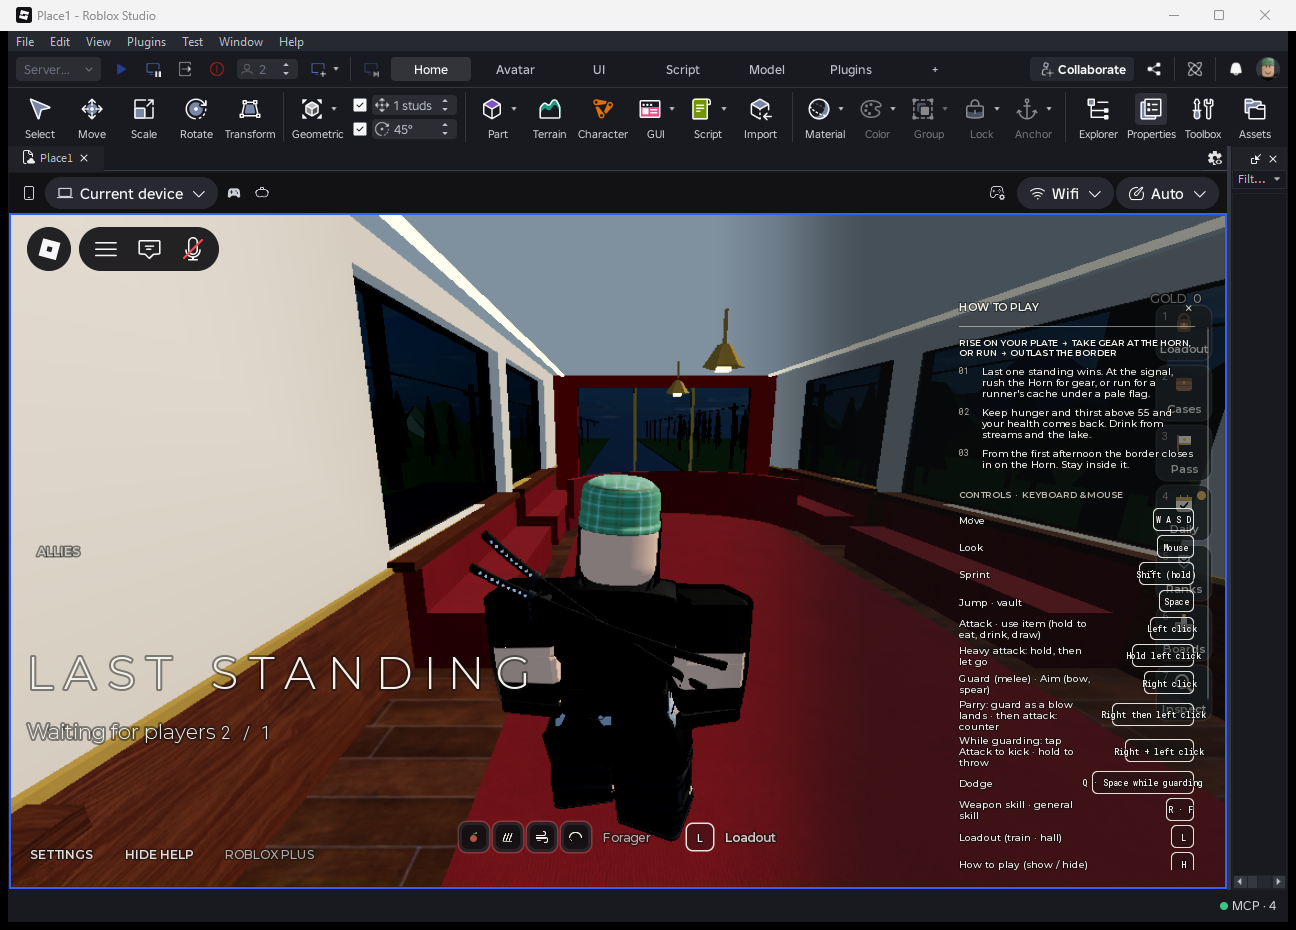 Place1 - Roblox Studio
File Edit View Plugins Test Window Help
Server... 2 Home Avatar UI Script Model Plugins + Collaborate
1 studs
45°
Select Move Scale Rotate Transform Geometric Part Terrain Character GUI Script Import Material Color Group Lock Anchor Explorer Properties Toolbox Assets
Place1
Filt...
Current device Wifi Auto
GOLD 0
HOW TO PLAY
1
Loadout
RISE ON YOUR PLATE → TAKE GEAR AT THE HORN,
OR RUN → OUTLAST THE BORDER
01 Last one standing wins. At the signal,
rush the Horn for gear, or run for a
runner's cache under a pale flag.
2
Cases
02 Keep hunger and thirst above 55 and
your health comes back. Drink from
streams and the lake.
3
Pass
03 From the first afternoon the border closes
in on the Horn. Stay inside it.
4
Daily
CONTROLS · KEYBOARD & MOUSE
Move W A S D
Look Mouse
Sprint Shift (hold)
Ranks
Jump · vault Space
Attack · use item (hold to
eat, drink, draw) Left click
Boards
Heavy attack: hold, then
let go Hold left click
Guard (melee) · Aim (bow,
spear) Right click
Inspect
Parry: guard as a blow
lands · then attack:
counter Right then left click
While guarding: tap
Attack to kick · hold to
throw Right + left click
Dodge Q · Space while guarding
Weapon skill · general
skill R · F
Loadout (train · hall) L
How to play (show / hide) H
ALLIES
LAST STANDING
Waiting for players 2 / 1
Forager L Loadout
SETTINGS HIDE HELP ROBLOX PLUS
MCP · 4